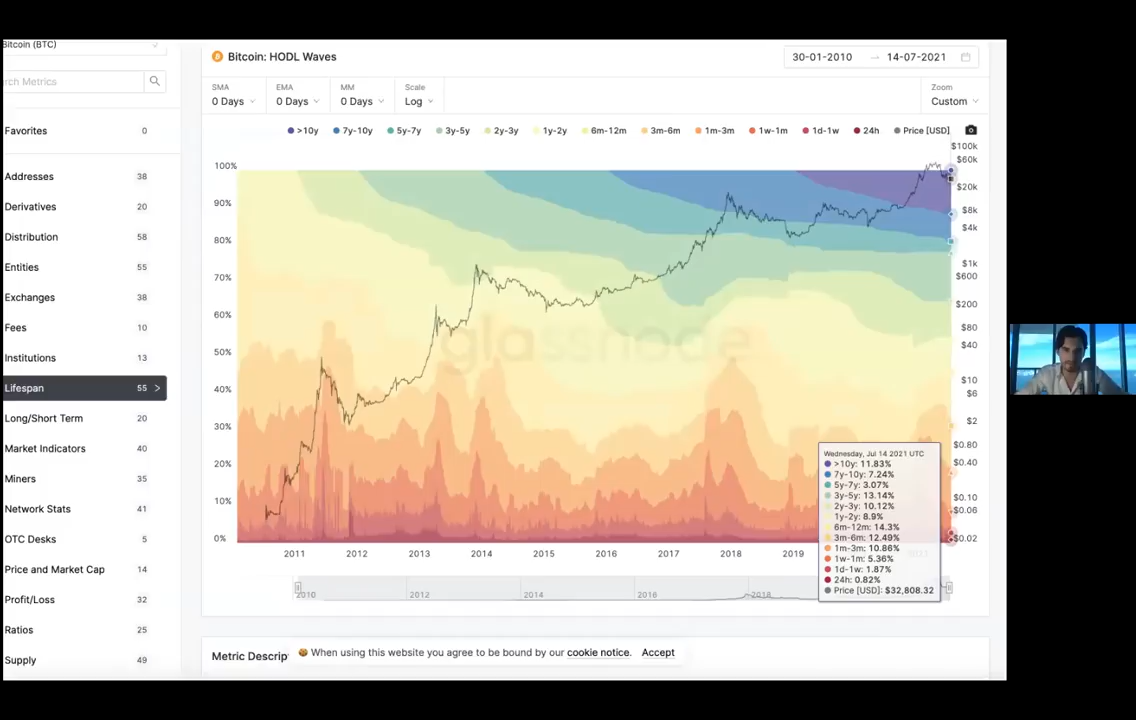 Bitcoin (BTC)
rch Metrics
Favorites 0
Addresses 38
Derivatives 20
Distribution 58
Entities 55
Exchanges 38
Fees 10
Institutions 13
Lifespan 55 >
Long/Short Term 20
Market Indicators 40
Miners 35
Network Stats 41
OTC Desks 5
Price and Market Cap 14
Profit/Loss 32
Ratios 25
Supply 49
Bitcoin: HODL Waves
30-01-2010 → 14-07-2021
SMA EMA MM Scale Zoom
0 Days 0 Days 0 Days Log Custom
>10y 7y-10y 5y-7y 3y-5y 2y-3y 1y-2y 6m-12m 3m-6m 1m-3m 1w-1m 1d-1w 24h Price [USD]
100%
90%
80%
70%
60%
50%
40%
30%
20%
10%
0%
$100k
$60k
$20k
$8k
$4k
$1k
$600
$200
$80
$40
$10
$6
$2
$0.80
$0.40
$0.10
$0.06
$0.02
glassnode
Wednesday, Jul 14 2021 UTC
>10y: 11.83%
7y-10y: 7.24%
5y-7y: 3.07%
3y-5y: 13.14%
2y-3y: 10.12%
1y-2y: 8.9%
6m-12m: 14.3%
3m-6m: 12.49%
1m-3m: 10.86%
1w-1m: 5.36%
1d-1w: 1.87%
24h: 0.82%
Price [USD]: $32,808.32
2011 2012 2013 2014 2015 2016 2017 2018 2019
2010 2012 2014 2016 2018
Metric Descrip
When using this website you agree to be bound by our cookie notice. Accept